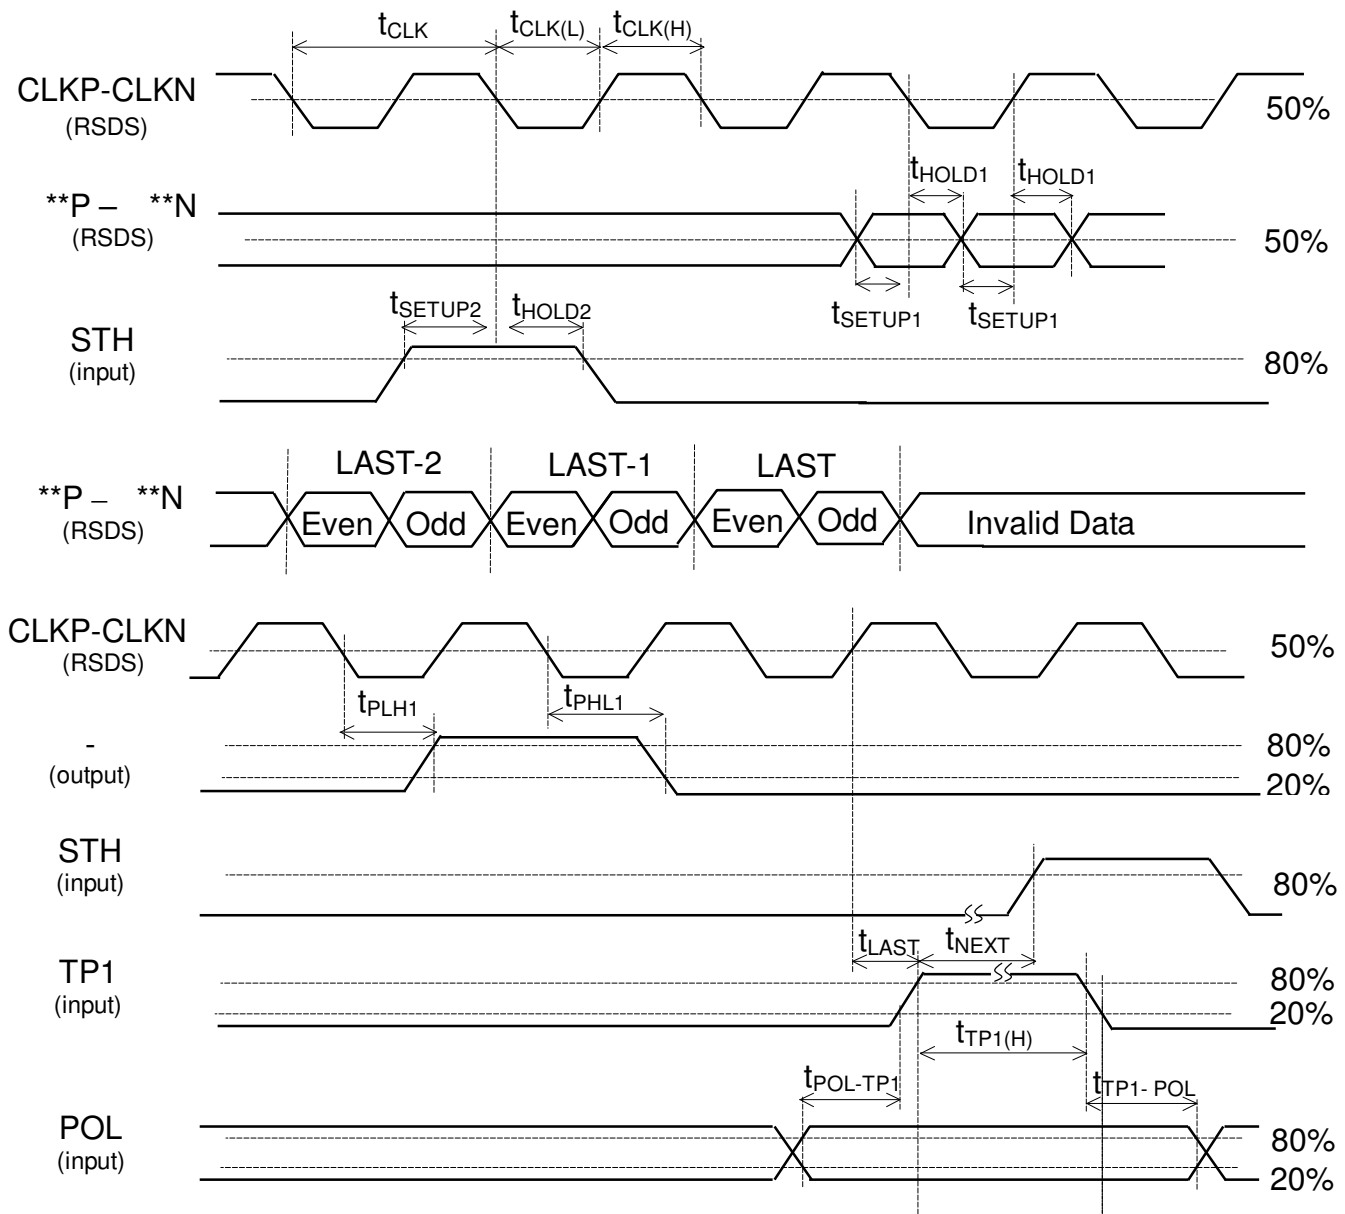 tCLK tCLK(L) tCLK(H)
CLKP-CLKN
(RSDS)
50%
tHOLD1 tHOLD1
**P – **N
(RSDS)
50%
tSETUP1 tSETUP1
tSETUP2 tHOLD2
STH
(input)
80%
LAST-2 LAST-1 LAST
**P – **N
(RSDS)
Even Odd Even Odd Even Odd Invalid Data
CLKP-CLKN
(RSDS)
50%
tPLH1 tPHL1
-
(output)
80%
20%
STH
(input)
80%
tLAST tNEXT
TP1
(input)
80%
20%
tTP1(H)
tPOL-TP1 tTP1- POL
POL
(input)
80%
20%